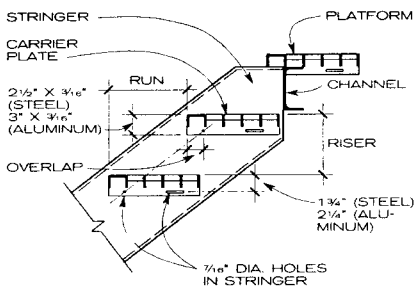 STRINGER
PLATFORM
CARRIER
PLATE
RUN
CHANNEL
2½" X 3/16"
(STEEL)
3" X 3/16"
(ALUMINUM)
RISER
OVERLAP
1¾" (STEEL)
2¼" (ALU-
MINUM)
7/16" DIA. HOLES
IN STRINGER